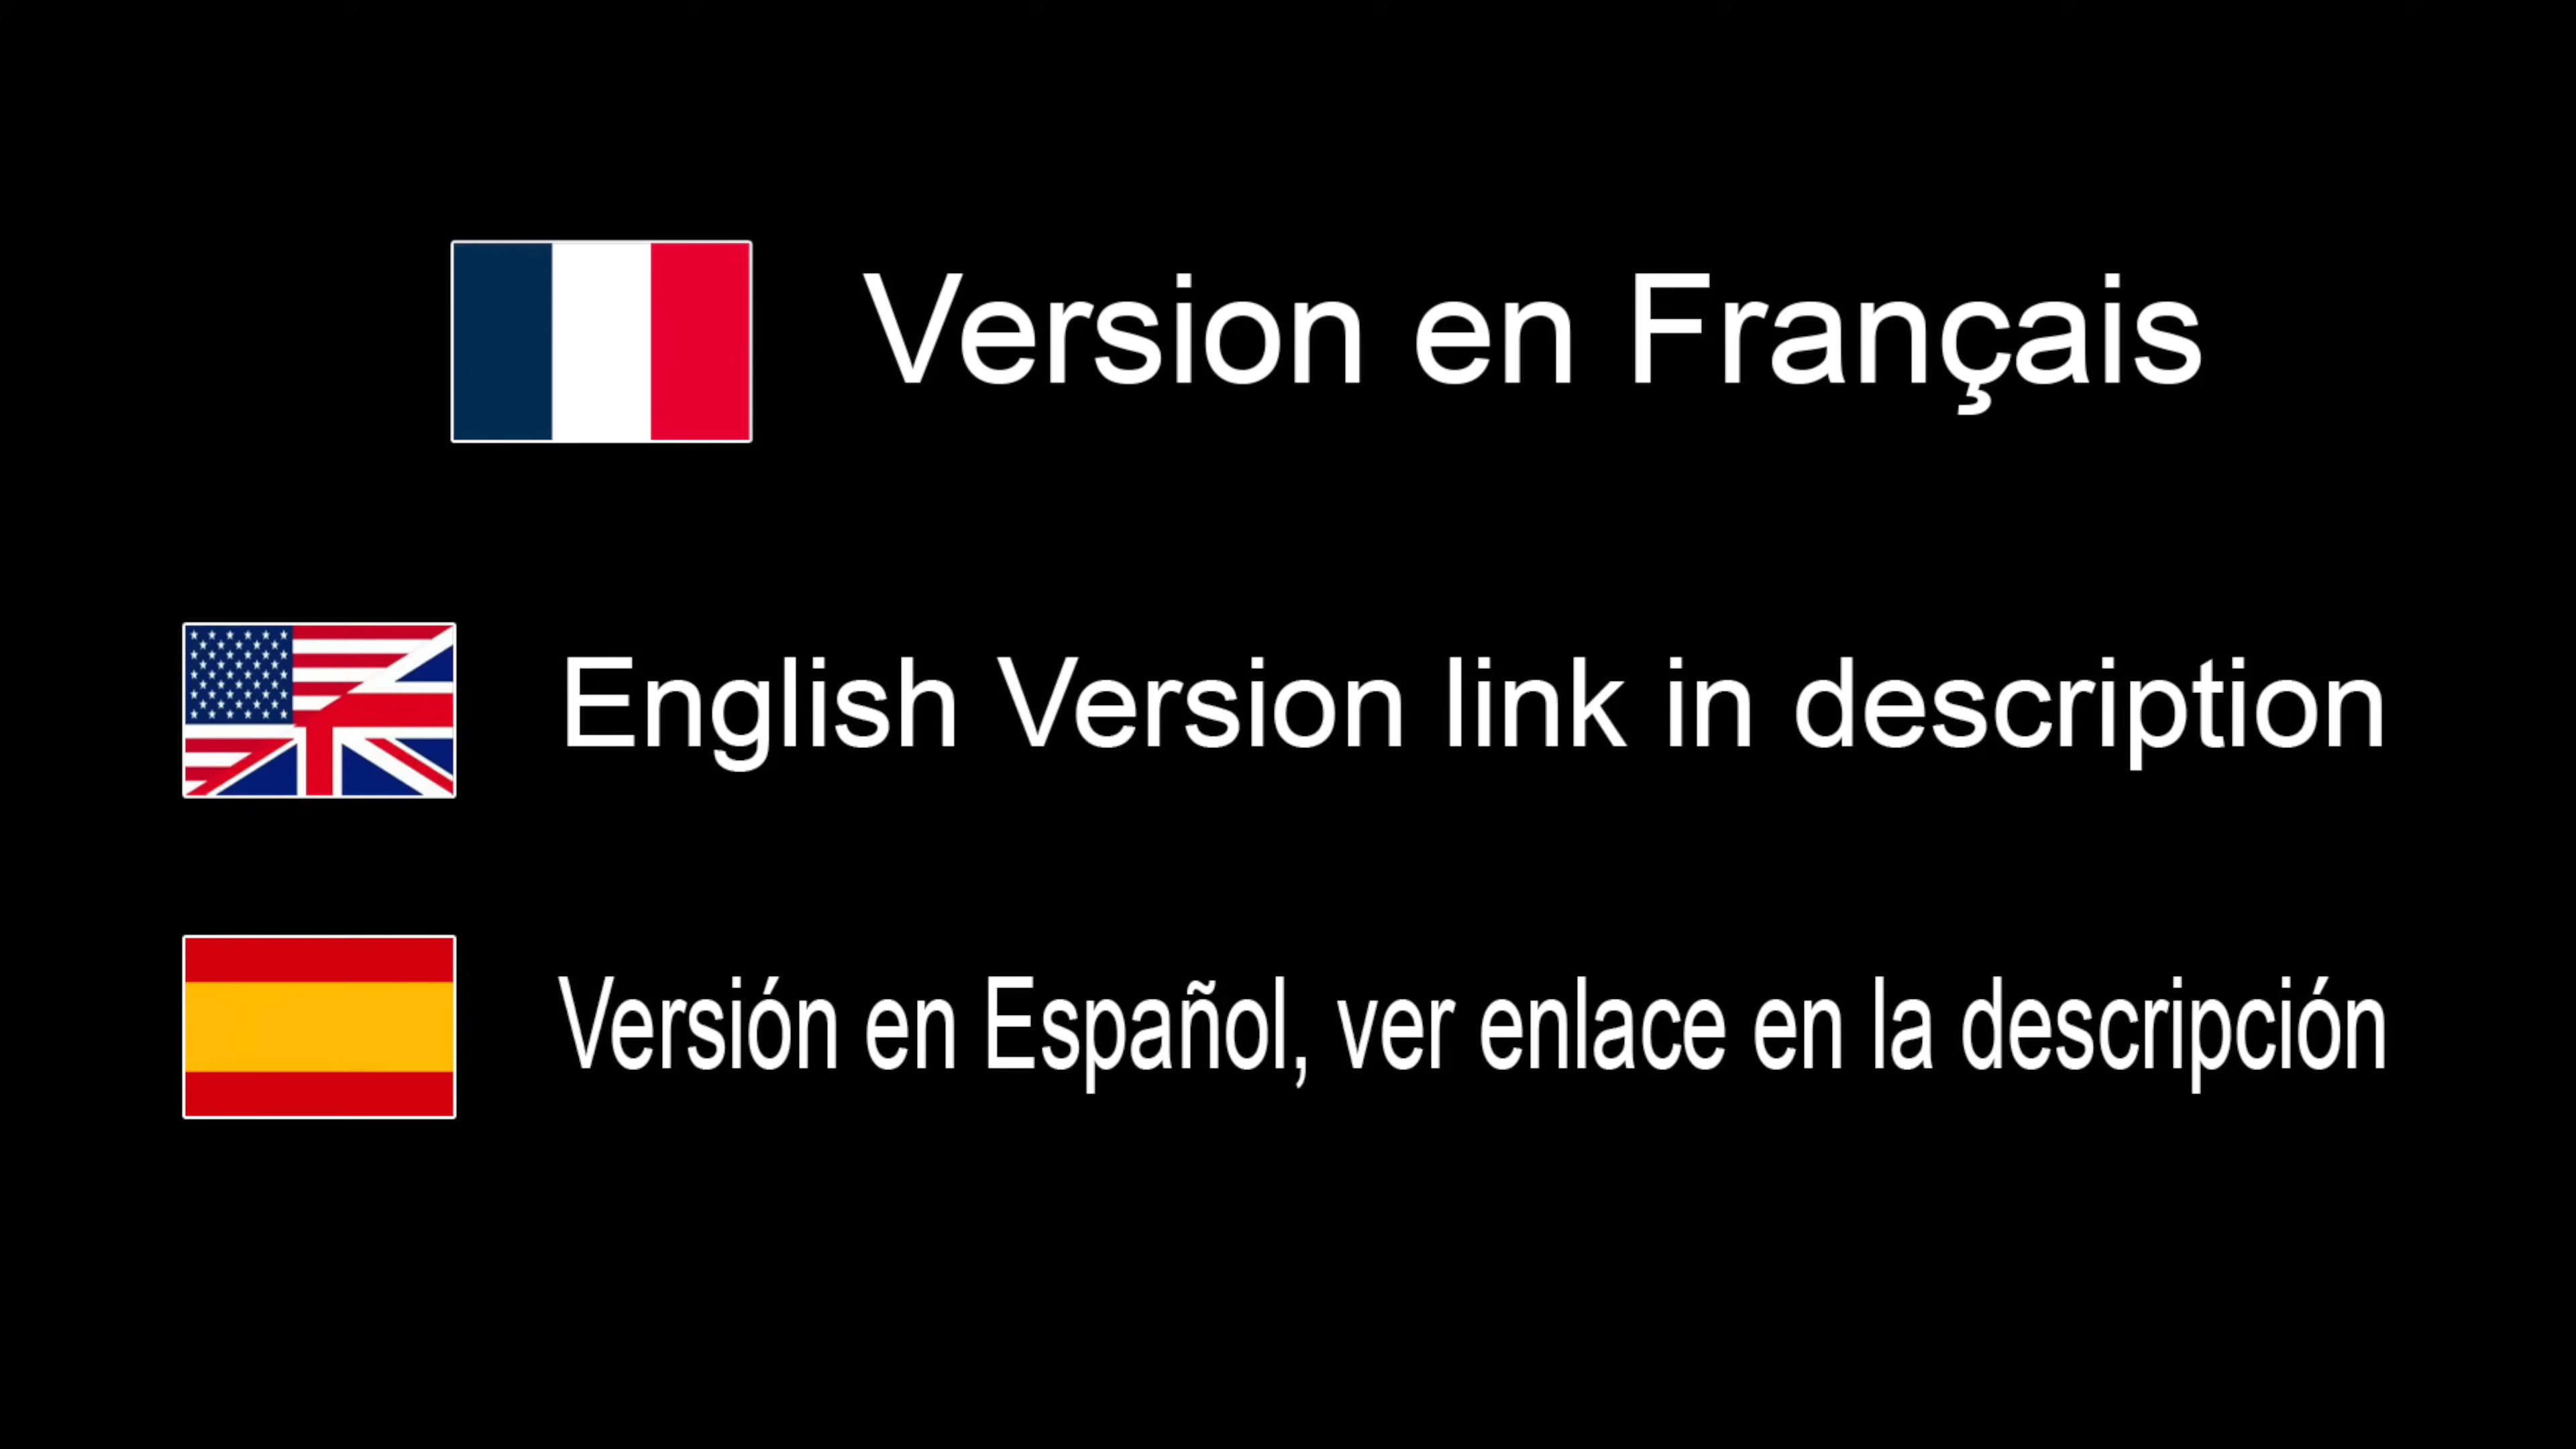 Version en Français
English Version link in description
Versión en Español, ver enlace en la descripción